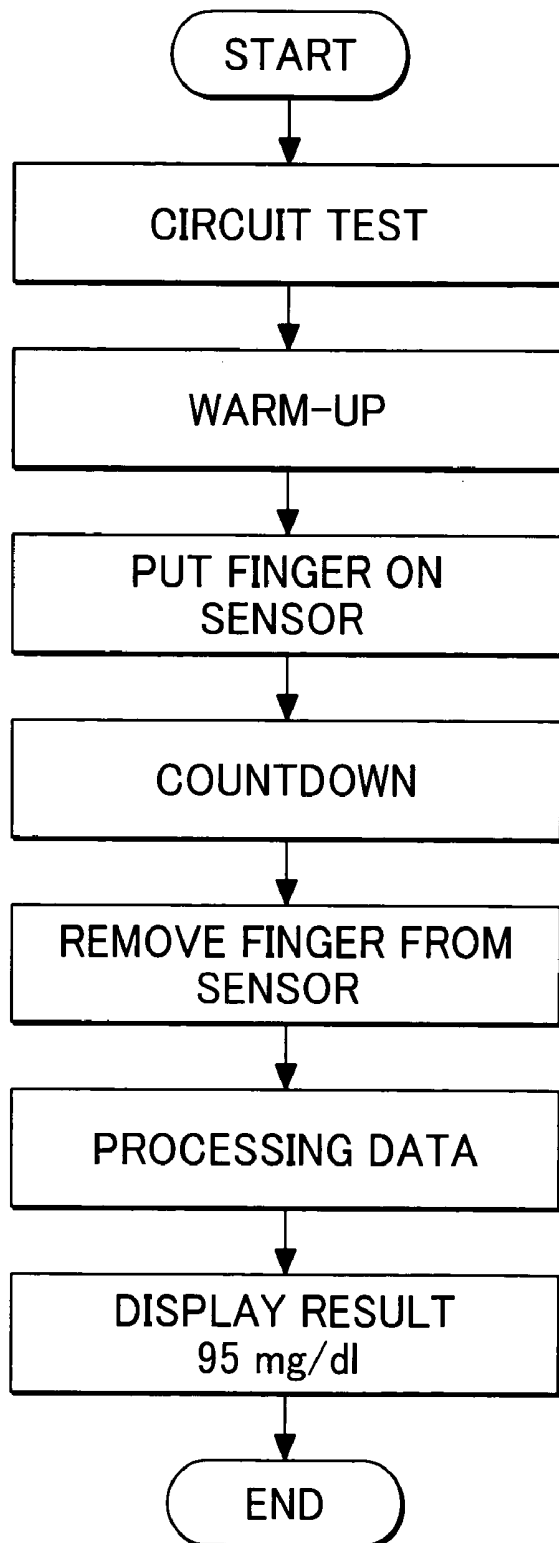 START
CIRCUIT TEST
WARM-UP
PUT FINGER ON
SENSOR
COUNTDOWN
REMOVE FINGER FROM
SENSOR
PROCESSING DATA
DISPLAY RESULT
95 mg/dl
END